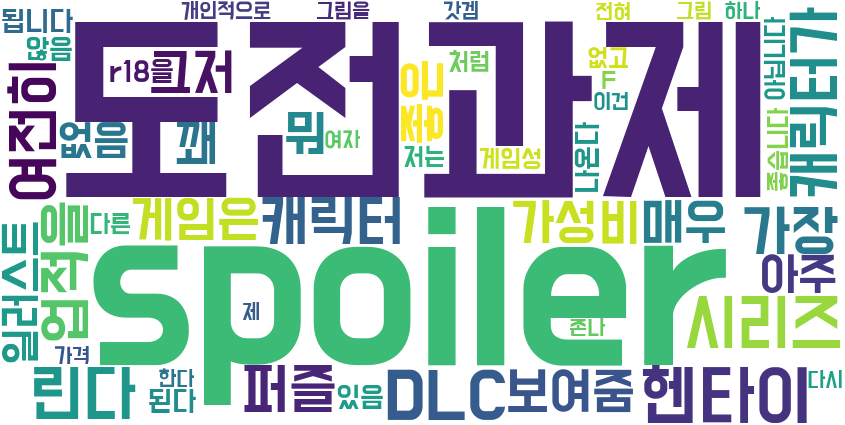 됩니다 개인적으로 그림을 갓겜 전혀 그림 하나
않음 r18을 그저 처럼 없고 아닙니다 캐릭터가
도전과제
여전히 없음 꽤 뭐 여자 좋은 저는 게임성 F 이건 나온다 좋습니다
업적을 다른 게임은 캐릭터 가성비 매우 가장
일러스트 spoiler 아주
제 존나 시리즈
가격
린다 한다 된다 퍼즐 있음 DLC 보여줌 헨타이 다시